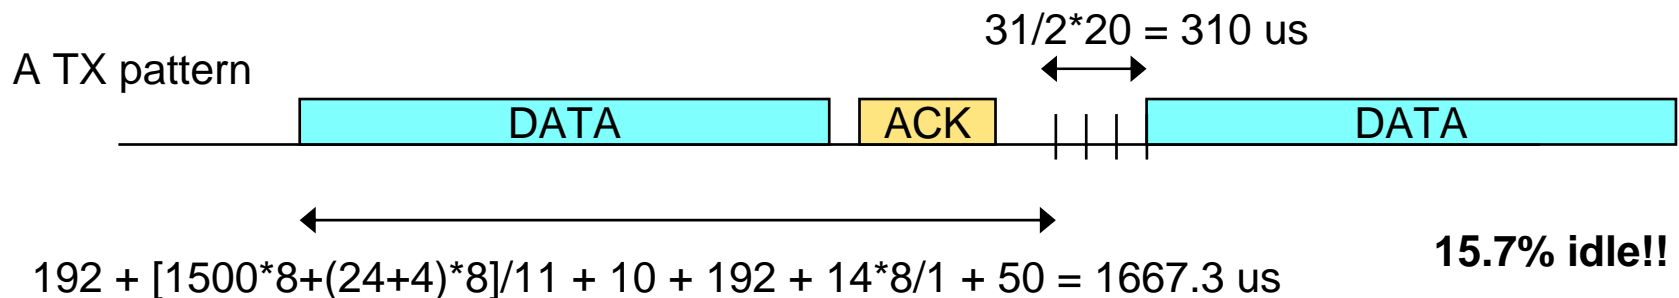 31/2*20 = 310 us
A TX pattern
DATA ACK DATA
15.7% idle!!
192 + [1500*8+(24+4)*8]/11 + 10 + 192 + 14*8/1 + 50 = 1667.3 us